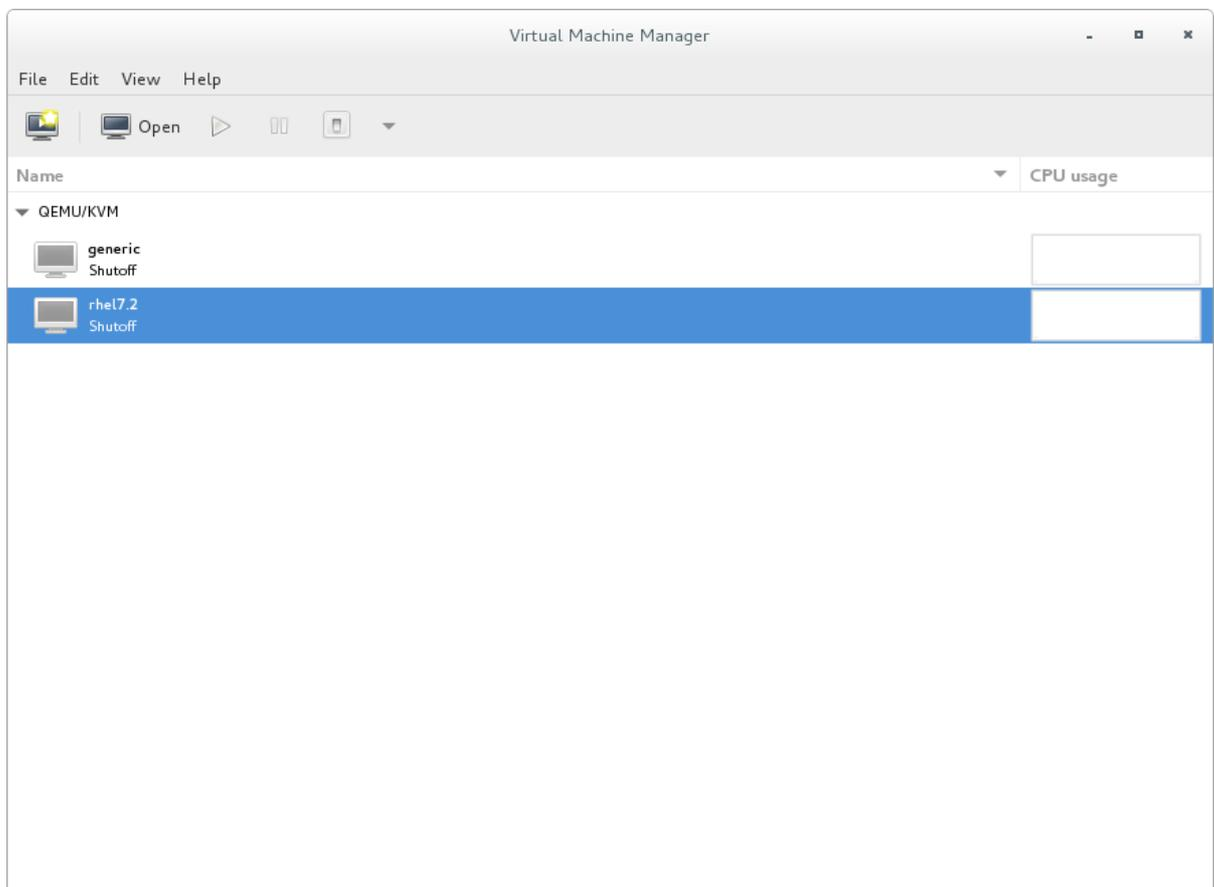 Virtual Machine Manager
File Edit View Help
Open
Name CPU usage
QEMU/KVM
generic
Shutoff
rhel7.2
Shutoff